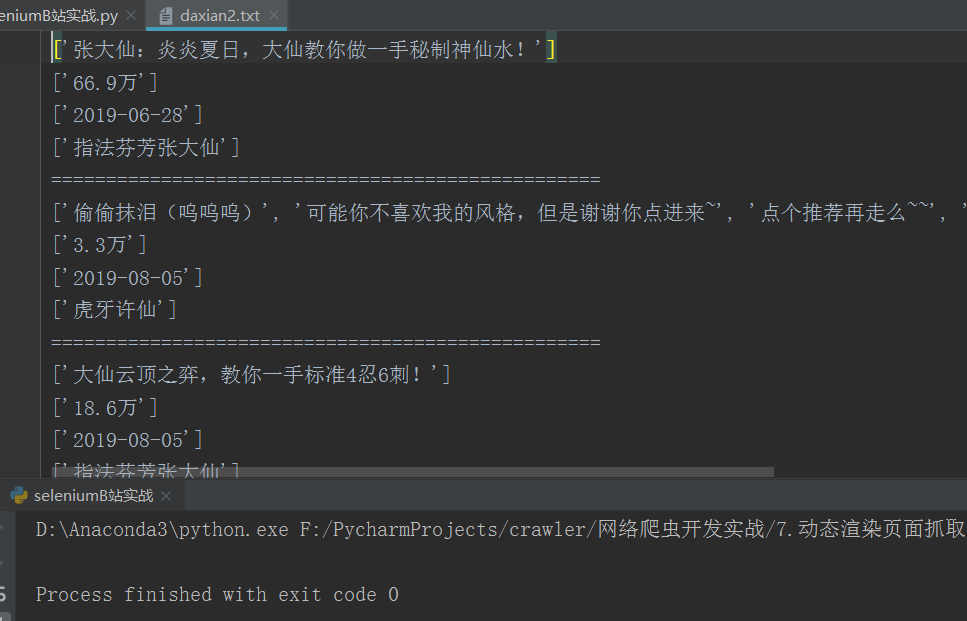 eniumB站实战.py × daxian2.txt ×
['张大仙：炎炎夏日，大仙教你做一手秘制神仙水！']
['66.9万']
['2019-06-28']
['指法芬芳张大仙']
==================================================
['偷偷抹泪（呜呜呜）', '可能你不喜欢我的风格，但是谢谢你点进来~', '点个推荐再走么~~', '
['3.3万']
['2019-08-05']
['虎牙许仙']
==================================================
['大仙云顶之弈，教你一手标准4忍6刺！']
['18.6万']
['2019-08-05']
['指法芬芳张大仙']
seleniumB站实战 ×
D:\Anaconda3\python.exe F:/PycharmProjects/crawler/网络爬虫开发实战/7.动态渲染页面抓取
Process finished with exit code 0